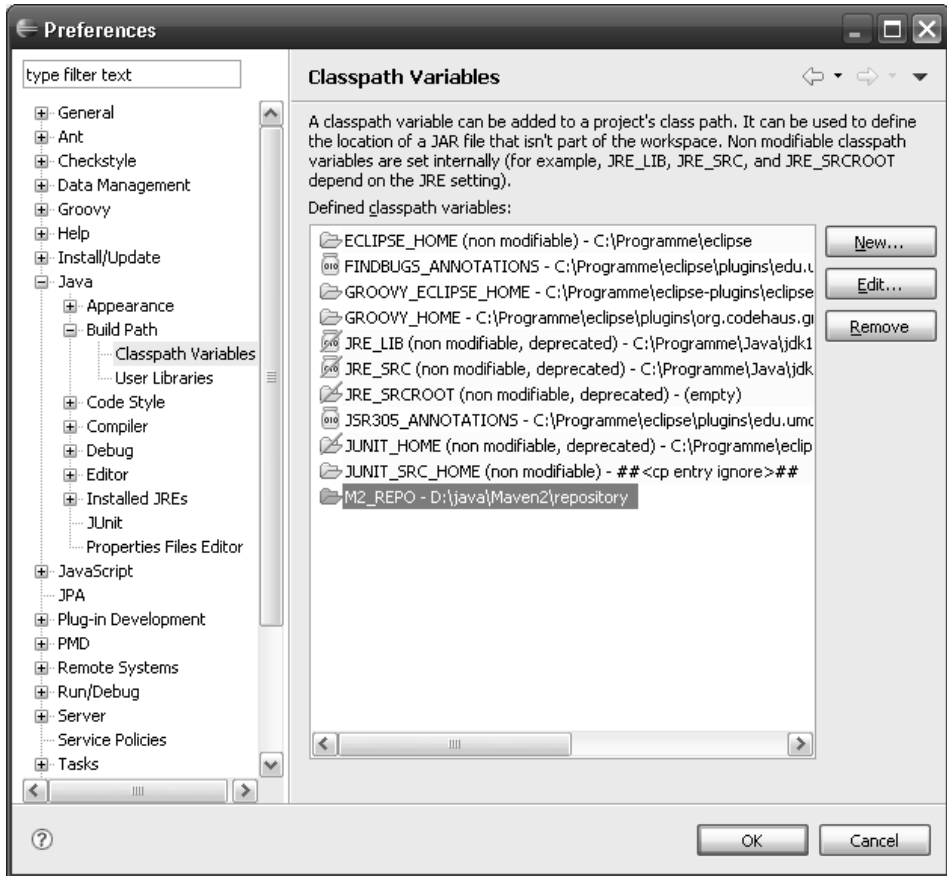 Preferences
type filter text
General
Ant
Checkstyle
Data Management
Groovy
Help
Install/Update
Java
Appearance
Build Path
Classpath Variables
User Libraries
Code Style
Compiler
Debug
Editor
Installed JREs
JUnit
Properties Files Editor
JavaScript
JPA
Plug-in Development
PMD
Remote Systems
Run/Debug
Server
Service Policies
Tasks
Classpath Variables
A classpath variable can be added to a project's class path. It can be used to define
the location of a JAR file that isn't part of the workspace. Non modifiable classpath
variables are set internally (for example, JRE_LIB, JRE_SRC, and JRE_SRCROOT
depend on the JRE setting).
Defined classpath variables:
ECLIPSE_HOME (non modifiable) - C:\Programme\eclipse
FINDBUGS_ANNOTATIONS - C:\Programme\eclipse\plugins\edu.u
GROOVY_ECLIPSE_HOME - C:\Programme\eclipse-plugins\eclipse
GROOVY_HOME - C:\Programme\eclipse\plugins\org.codehaus.gr
JRE_LIB (non modifiable, deprecated) - C:\Programme\Java\jdk1
JRE_SRC (non modifiable, deprecated) - C:\Programme\Java\jdk
JRE_SRCROOT (non modifiable, deprecated) - (empty)
JSR305_ANNOTATIONS - C:\Programme\eclipse\plugins\edu.umd
JUNIT_HOME (non modifiable, deprecated) - C:\Programme\eclip
JUNIT_SRC_HOME (non modifiable) - ##<cp entry ignore>##
M2_REPO - D:\java\Maven2\repository
New...
Edit...
Remove
OK
Cancel